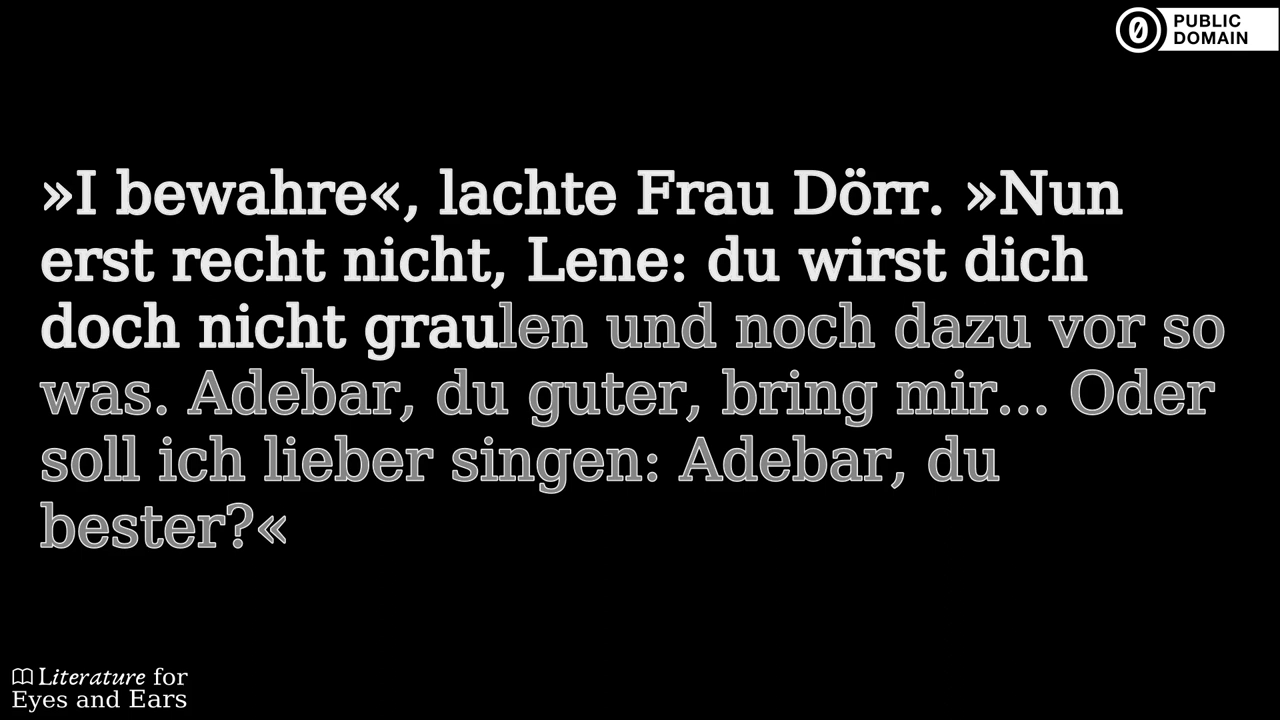 PUBLIC
DOMAIN
»I bewahre«, lachte Frau Dörr. »Nun
erst recht nicht, Lene: du wirst dich
doch nicht graulen und noch dazu vor so
was. Adebar, du guter, bring mir... Oder
soll ich lieber singen: Adebar, du
bester?«
Literature for
Eyes and Ears